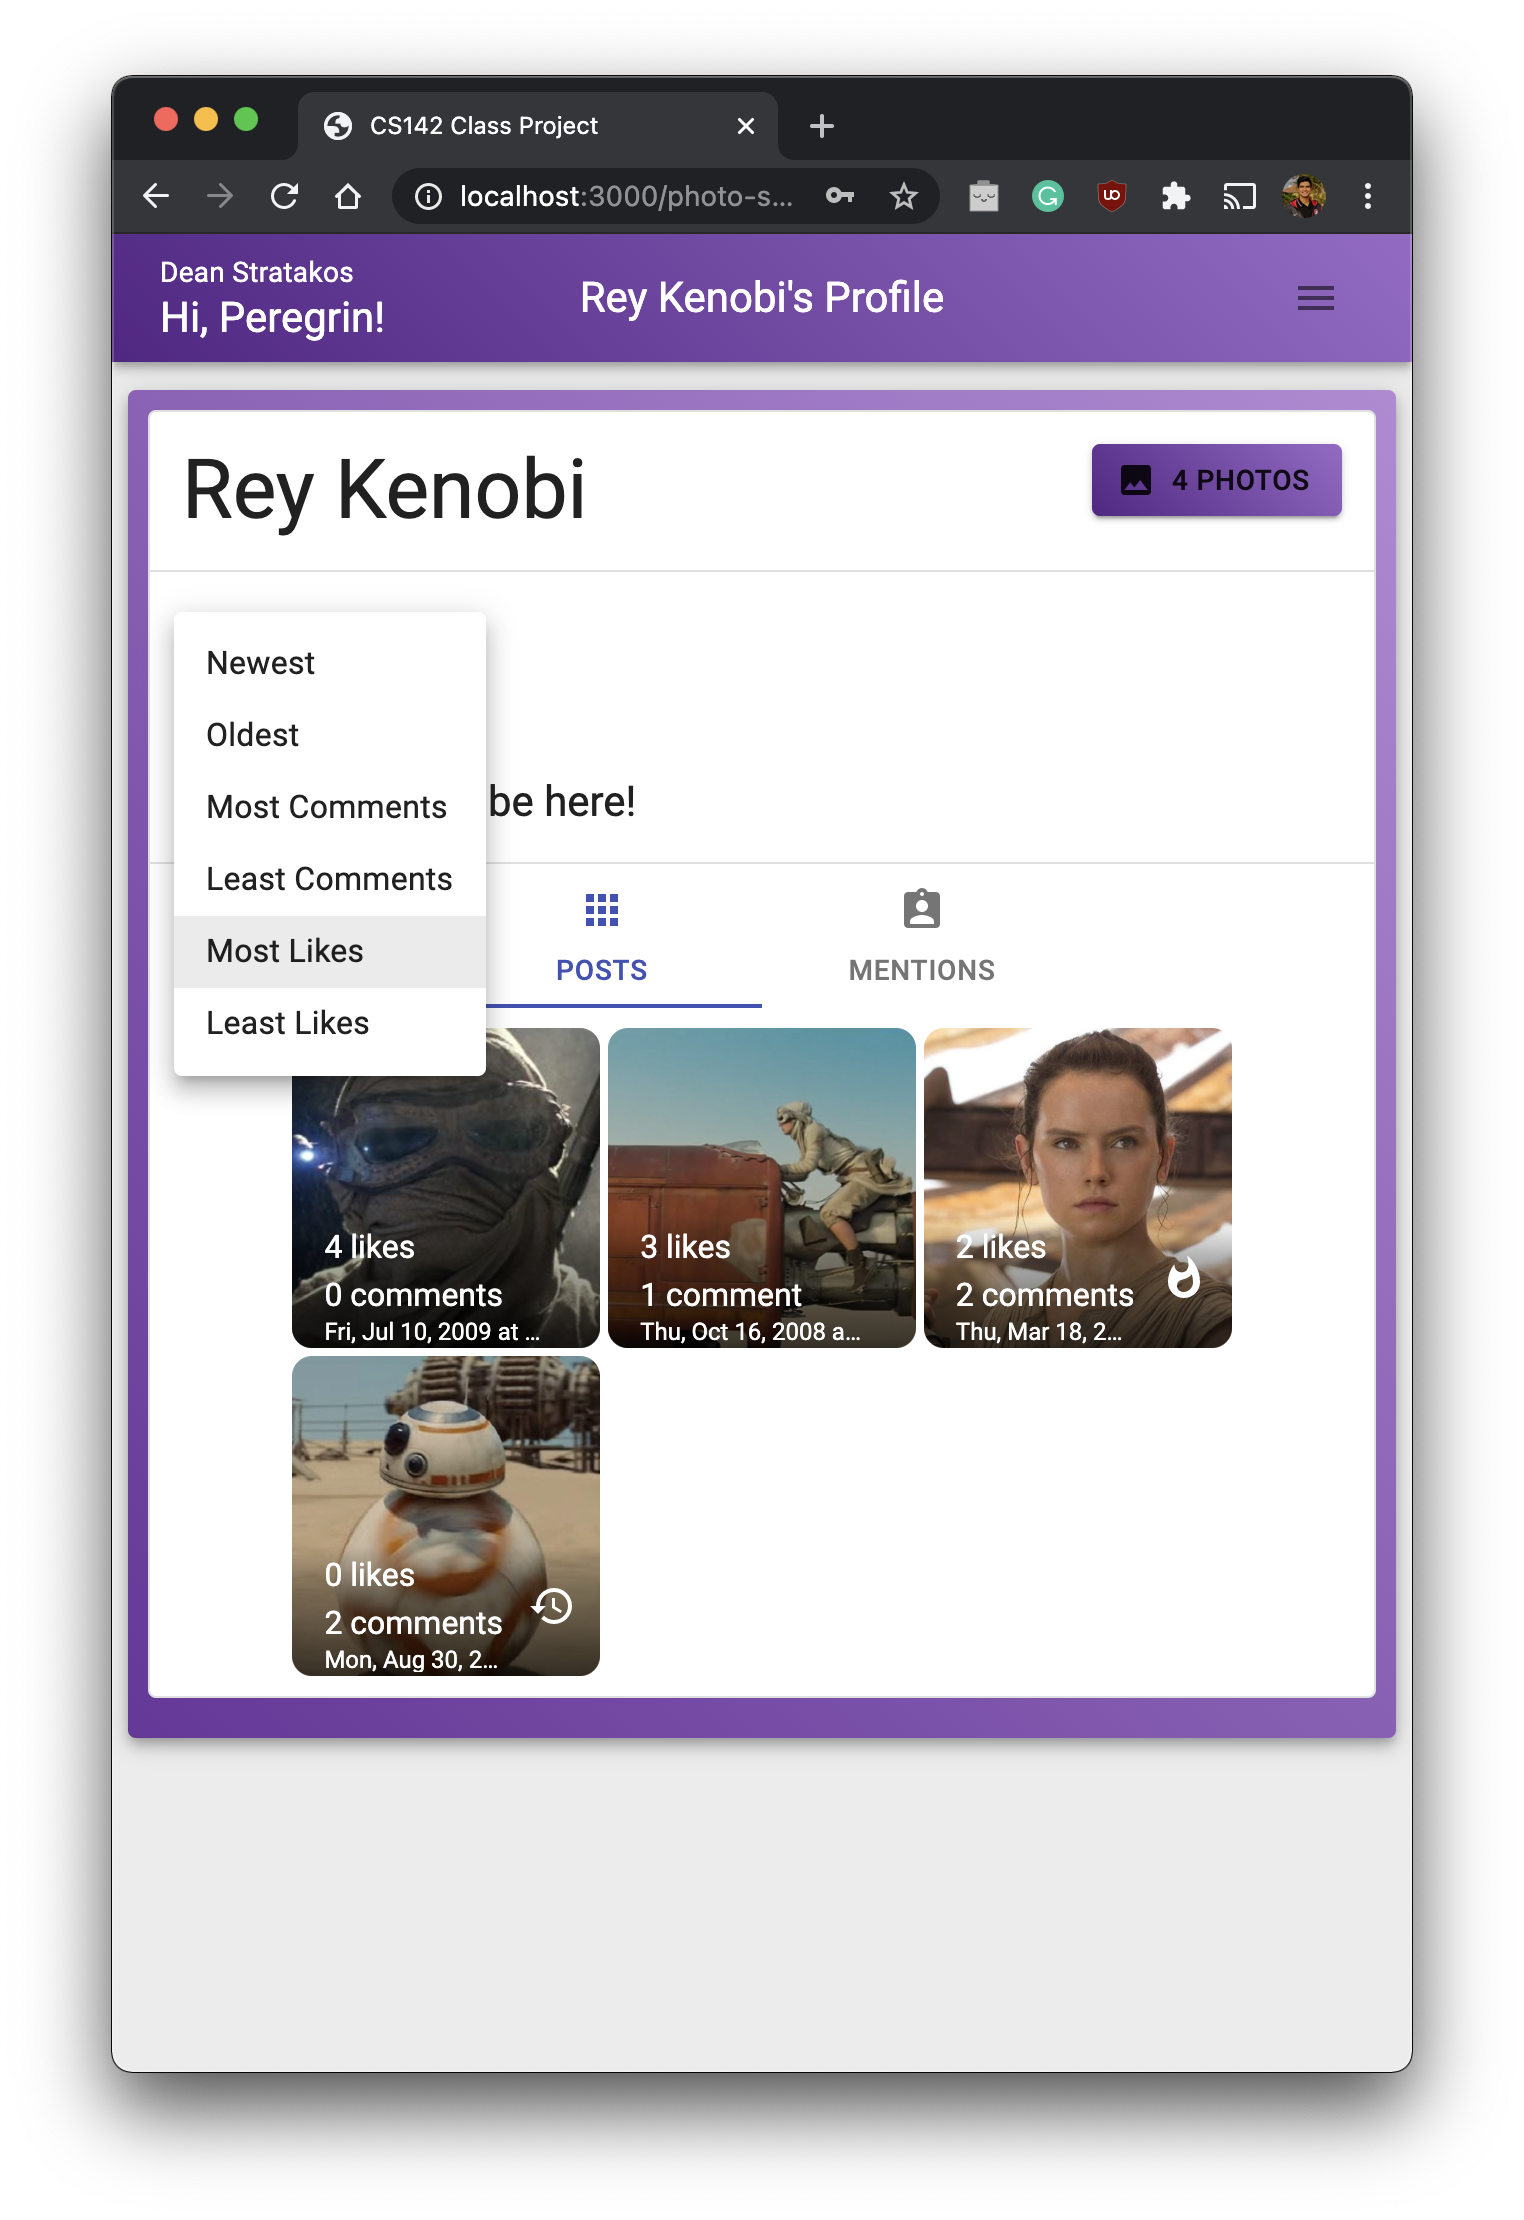 CS142 Class Project
localhost:3000/photo-s...
Dean Stratakos
Hi, Peregrin!
Rey Kenobi's Profile
Rey Kenobi
4 PHOTOS
Newest
Oldest
Most Comments
Least Comments
Most Likes
Least Likes
be here!
POSTS
MENTIONS
4 likes
0 comments
Fri, Jul 10, 2009 at ...
3 likes
1 comment
Thu, Oct 16, 2008 a...
2 likes
2 comments
Thu, Mar 18, 2...
0 likes
2 comments
Mon, Aug 30, 2...